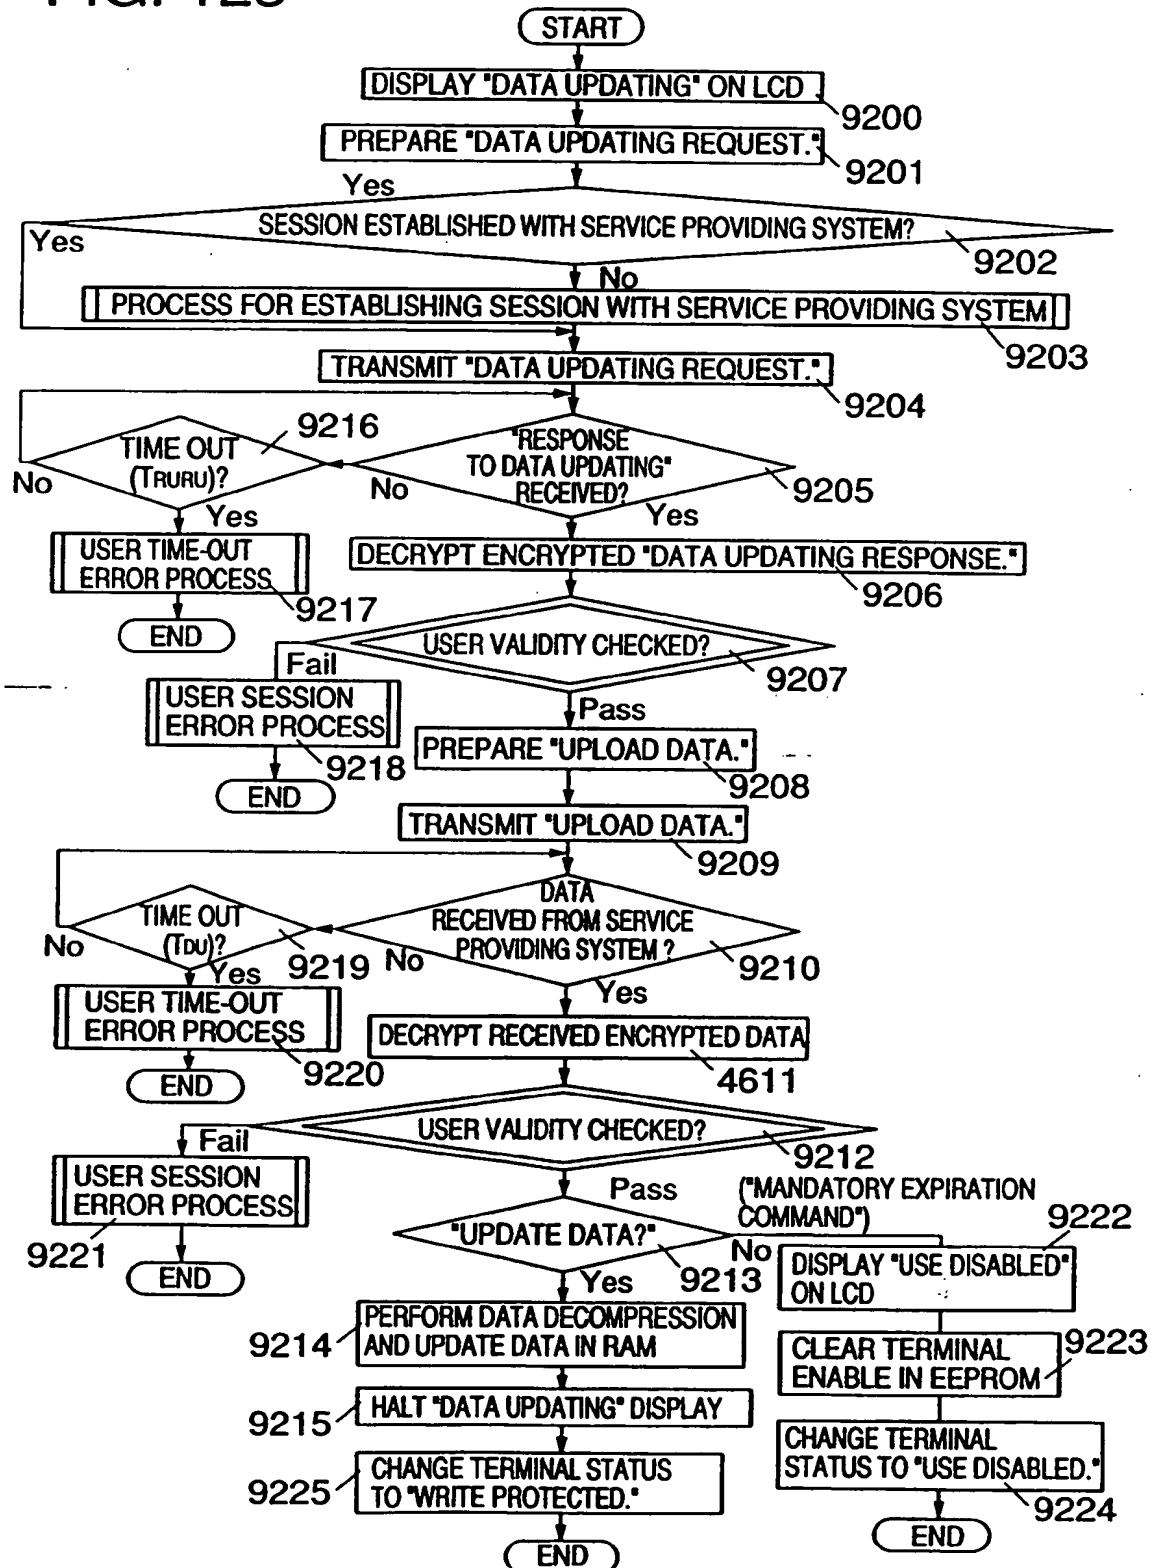 START
DISPLAY "DATA UPDATING" ON LCD
9200
PREPARE "DATA UPDATING REQUEST."
9201
Yes
SESSION ESTABLISHED WITH SERVICE PROVIDING SYSTEM?
Yes
9202
No
PROCESS FOR ESTABLISHING SESSION WITH SERVICE PROVIDING SYSTEM
9203
TRANSMIT "DATA UPDATING REQUEST."
9204
9216
TIME OUT
(TRURU)?
No
"RESPONSE
TO DATA UPDATING"
RECEIVED?
No
9205
Yes
Yes
USER TIME-OUT
ERROR PROCESS
9217
END
DECRYPT ENCRYPTED "DATA UPDATING RESPONSE."
9206
USER VALIDITY CHECKED?
9207
Fail
USER SESSION
ERROR PROCESS
9218
END
Pass
PREPARE "UPLOAD DATA."
9208
TRANSMIT "UPLOAD DATA."
9209
DATA
RECEIVED FROM SERVICE
PROVIDING SYSTEM ?
9210
TIME OUT
(TDU)?
No
9219
No
Yes
Yes
USER TIME-OUT
ERROR PROCESS
9220
END
DECRYPT RECEIVED ENCRYPTED DATA
4611
USER VALIDITY CHECKED?
9212
Fail
USER SESSION
ERROR PROCESS
9221
END
Pass
("MANDATORY EXPIRATION
COMMAND")
"UPDATE DATA?"
9213
No
9222
DISPLAY "USE DISABLED"
ON LCD
Yes
9214
PERFORM DATA DECOMPRESSION
AND UPDATE DATA IN RAM
CLEAR TERMINAL
ENABLE IN EEPROM
9223
9215
HALT "DATA UPDATING" DISPLAY
CHANGE TERMINAL
STATUS TO "USE DISABLED."
9224
9225
CHANGE TERMINAL STATUS
TO "WRITE PROTECTED."
END
END